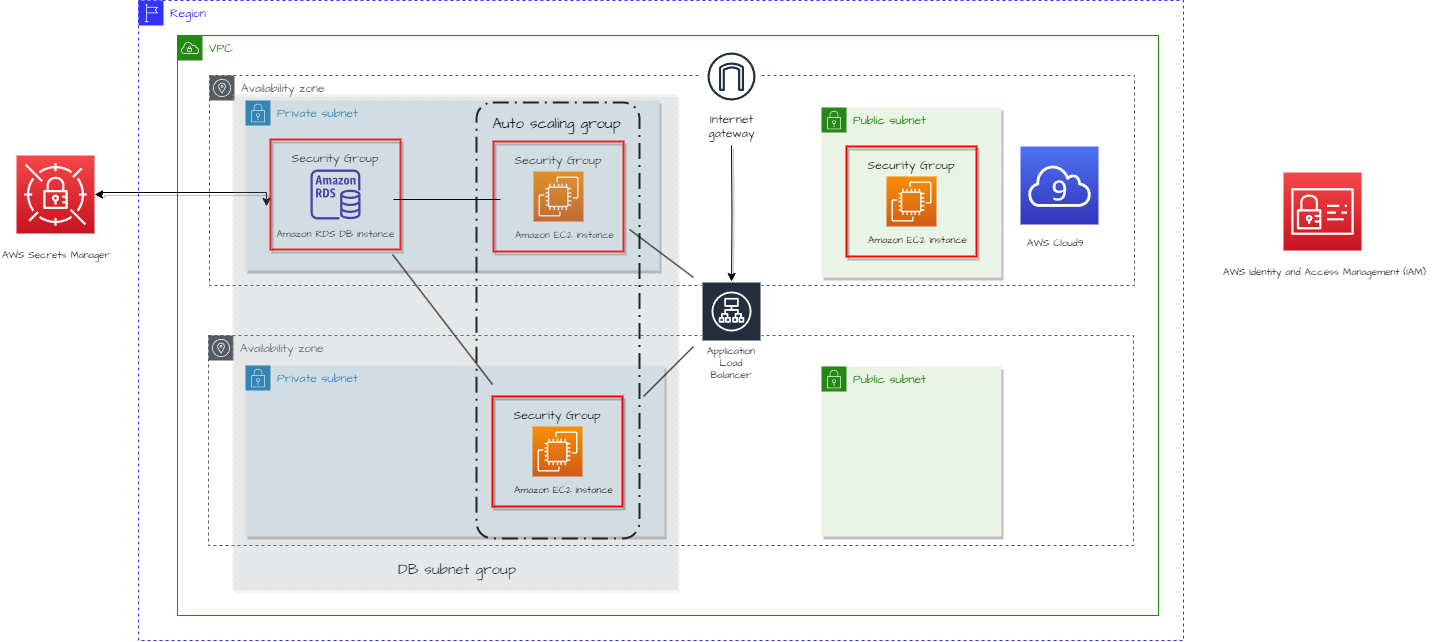 Region
VPC
Availability zone
Private subnet
Auto scaling group
Security Group
Amazon
RDS
Amazon RDS DB instance
Security Group
Amazon EC2 instance
Internet
gateway
Public subnet
Security Group
Amazon EC2 instance
9
AWS Cloud9
AWS Secrets Manager
AWS Identity and Access Management (IAM)
Application
Load
Balancer
Availability zone
Private subnet
Security Group
Amazon EC2 instance
Public subnet
DB subnet group